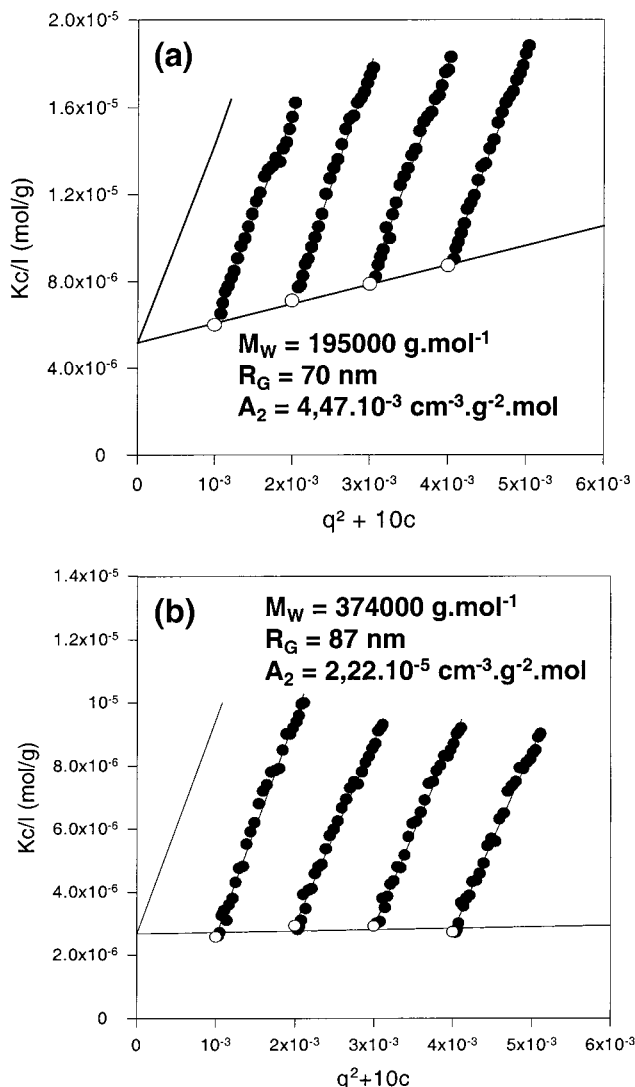 2.0x10⁻⁵
(a)
1.6x10⁻⁵
1.2x10⁻⁵
8.0x10⁻⁶
4.0x10⁻⁶
0
Kc/I (mol/g)
M_W = 195000 g.mol⁻¹
R_G = 70 nm
A₂ = 4,47.10⁻³ cm⁻³.g⁻².mol
0 10⁻³ 2x10⁻³ 3x10⁻³ 4x10⁻³ 5x10⁻³ 6x10⁻³
q² + 10c
1.4x10⁻⁵
(b)
1.2x10⁻⁵
10⁻⁵
8.0x10⁻⁶
6.0x10⁻⁶
4.0x10⁻⁶
2.0x10⁻⁶
0
Kc/I (mol/g)
M_W = 374000 g.mol⁻¹
R_G = 87 nm
A₂ = 2,22.10⁻⁵ cm⁻³.g⁻².mol
0 10⁻³ 2x10⁻³ 3x10⁻³ 4x10⁻³ 5x10⁻³ 6x10⁻³
q²+10c